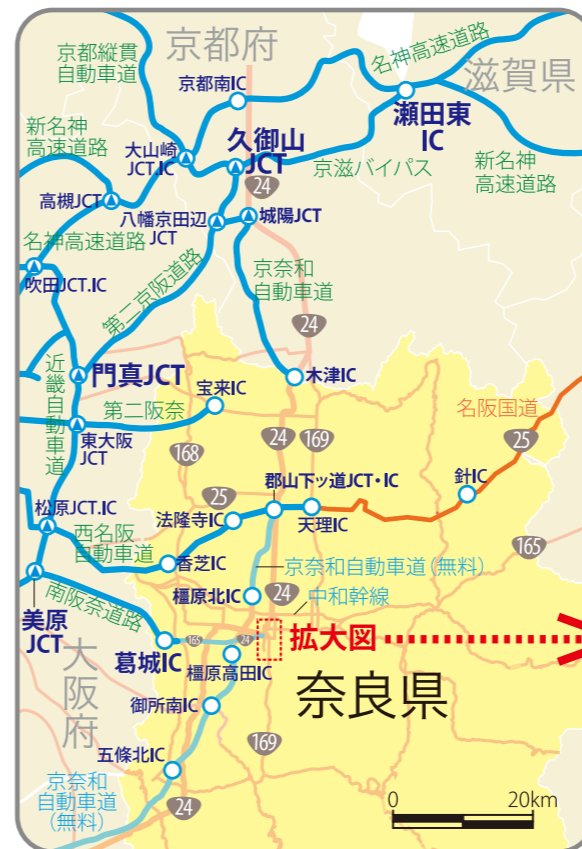 京都府
滋賀県
京都縦貫
自動車道
名神高速道路
京都南IC
瀬田東
IC
新名神
高速道路
大山崎
JCT.IC
久御山
JCT
京滋バイパス
新名神
高速道路
24
高槻JCT
八幡京田辺
JCT
城陽JCT
名神高速道路
吹田JCT.IC
第二京阪道路
京奈和
自動車道
24
近畿自動車道
門真JCT
木津IC
宝来IC
第二阪奈
名阪国道
東大阪
JCT
168
24
169
25
郡山下ッ道JCT・IC
針IC
25
松原JCT.IC
法隆寺IC
天理IC
西名阪
自動車道
165
香芝IC
京奈和自動車道(無料)
橿原北IC
24
中和幹線
南阪奈道路
美原
JCT
165
24
拡大図
葛城IC
橿原高田IC
大阪府
奈良県
御所南IC
169
五條北IC
京奈和
自動車道
(無料)
24
0
20km